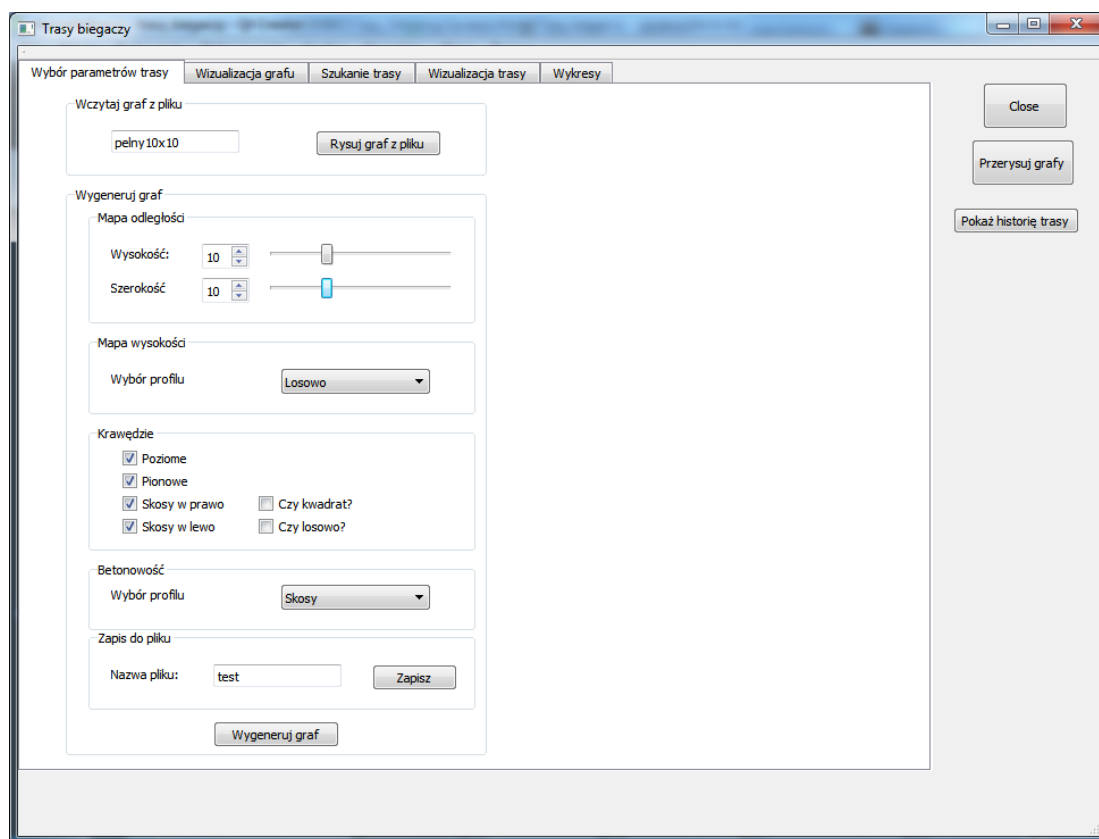 Trasy biegaczy
Wybór parametrów trasy Wizualizacja grafu Szukanie trasy Wizualizacja trasy Wykresy
Wczytaj graf z pliku
pelny10x10 Rysuj graf z pliku
Wygeneruj graf
Mapa odległości
Wysokość: 10
Szerokość 10
Mapa wysokości
Wybór profilu Losowo
Krawędzie
Poziome
Pionowe
Skosy w prawo Czy kwadrat?
Skosy w lewo Czy losowo?
Betonowość
Wybór profilu Skosy
Zapis do pliku
Nazwa pliku: test Zapisz
Wygeneruj graf
Close
Przerysuj grafy
Pokaż historię trasy